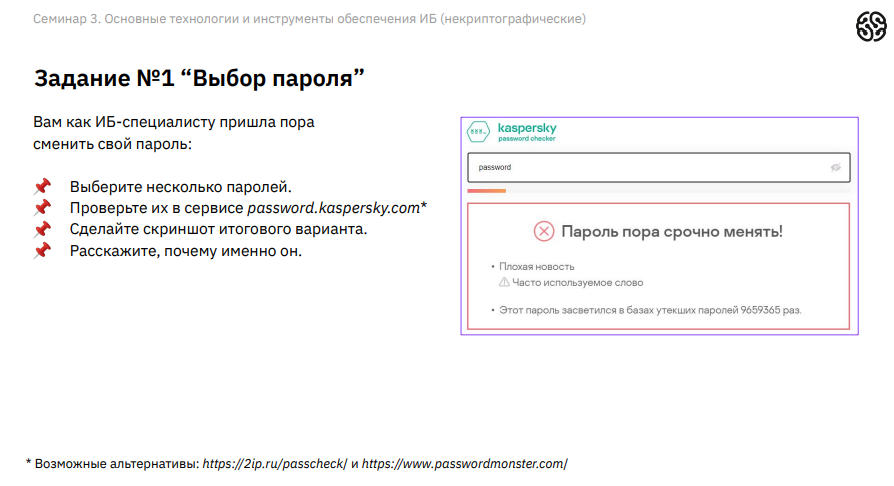 Семинар 3. Основные технологии и инструменты обеспечения ИБ (некриптографические)
Задание №1 “Выбор пароля”
Вам как ИБ-специалисту пришла пора
сменить свой пароль:
Выберите несколько паролей.
Проверьте их в сервисе password.kaspersky.com*
Сделайте скриншот итогового варианта.
Расскажите, почему именно он.
kaspersky
password checker
password
Пароль пора срочно менять!
• Плохая новость
Часто используемое слово
• Этот пароль засветился в базах утекших паролей 9659365 раз.
* Возможные альтернативы: https://2ip.ru/passcheck/ и https://www.passwordmonster.com/